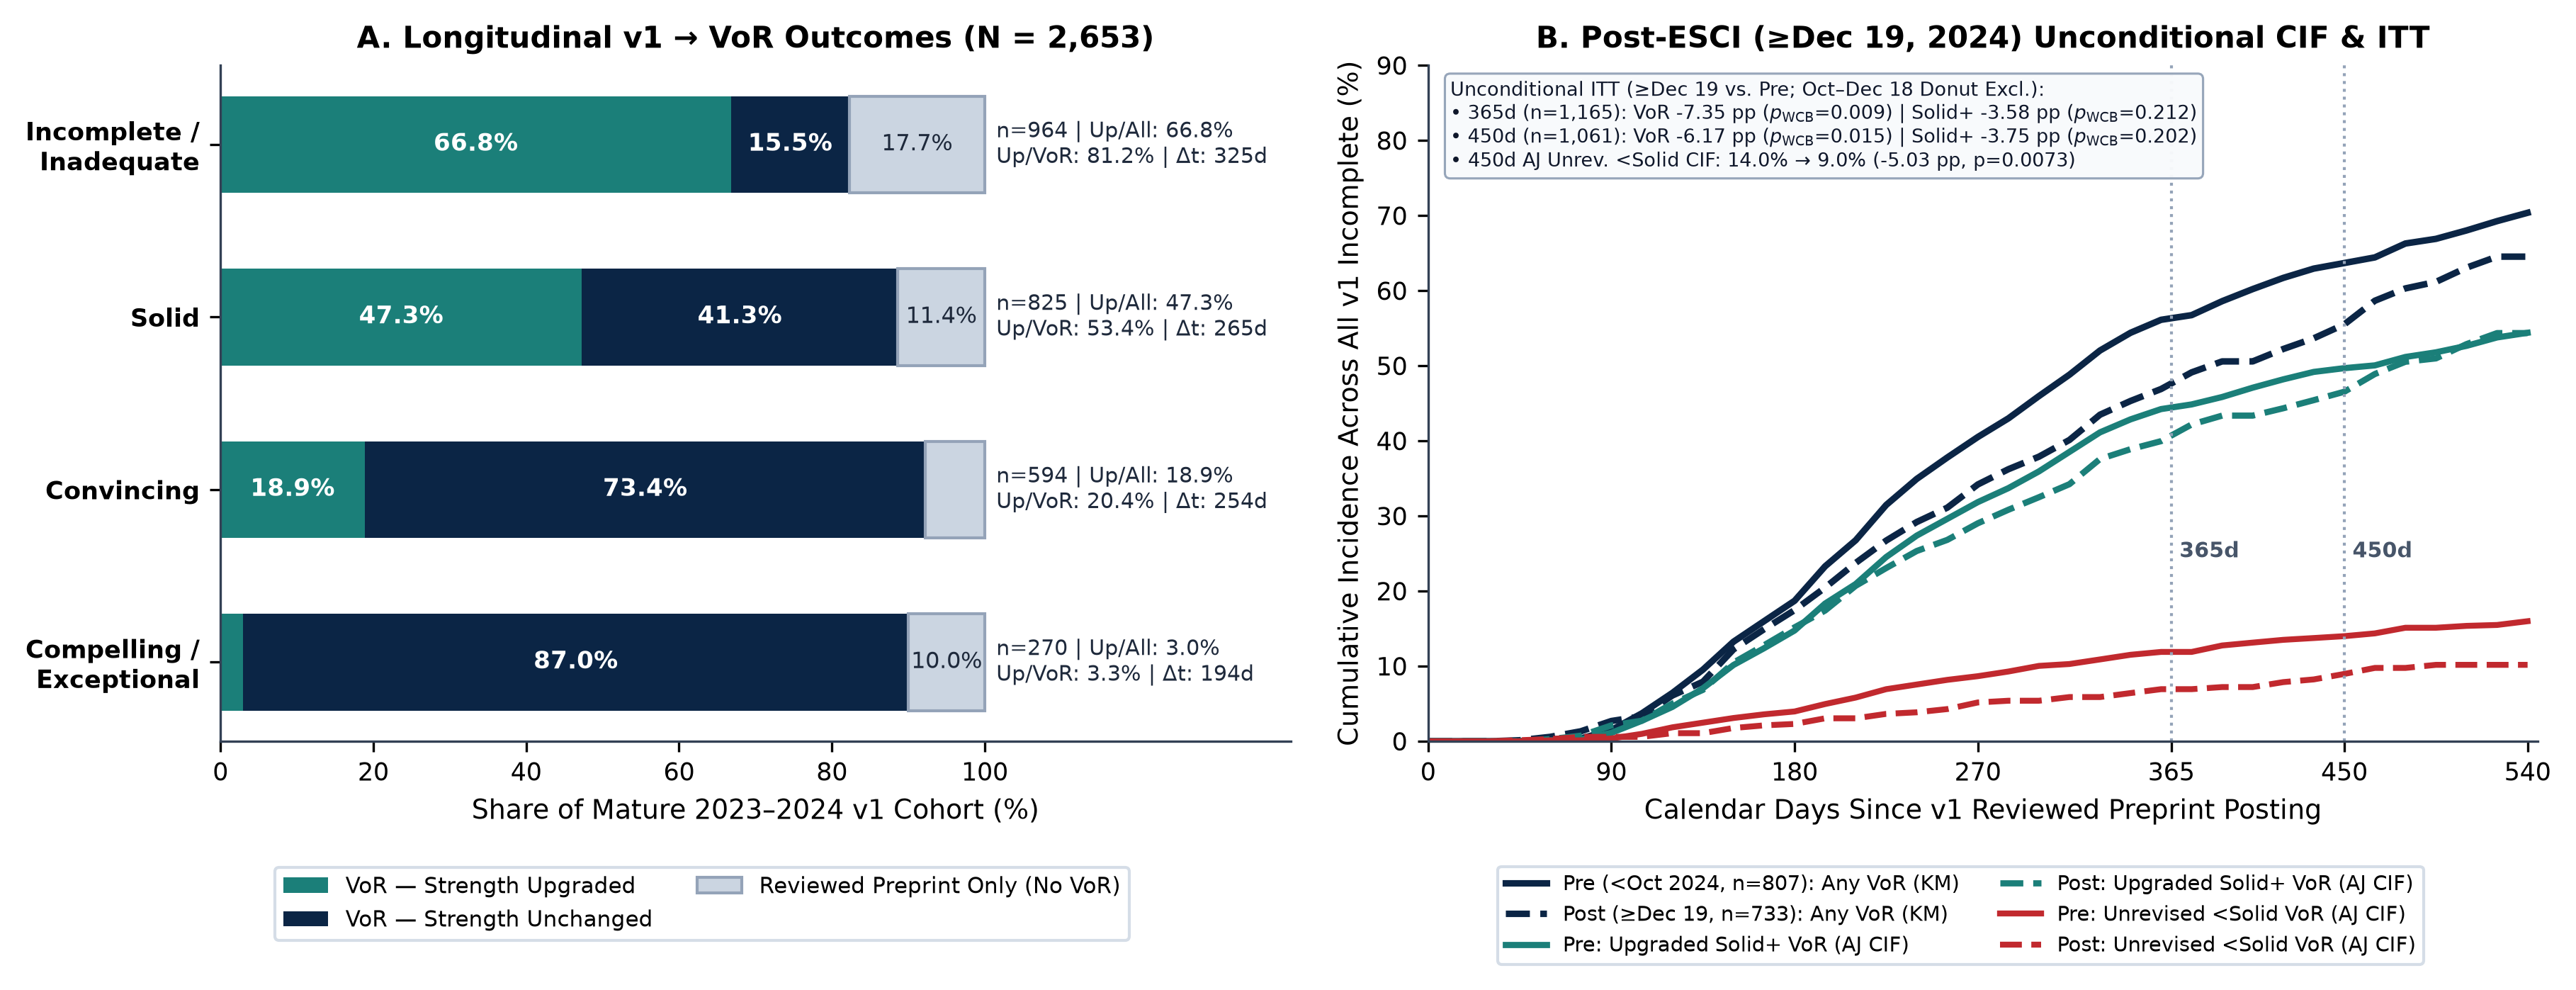 A. Longitudinal v1 → VoR Outcomes (N = 2,653)
Incomplete /
Inadequate
66.8%
15.5%
17.7%
n=964 | Up/All: 66.8%
Up/VoR: 81.2% | Δt: 325d
Solid
47.3%
41.3%
11.4%
n=825 | Up/All: 47.3%
Up/VoR: 53.4% | Δt: 265d
Convincing
18.9%
73.4%
n=594 | Up/All: 18.9%
Up/VoR: 20.4% | Δt: 254d
Compelling /
Exceptional
87.0%
10.0%
n=270 | Up/All: 3.0%
Up/VoR: 3.3% | Δt: 194d
0 20 40 60 80 100
Share of Mature 2023–2024 v1 Cohort (%)
VoR — Strength Upgraded
VoR — Strength Unchanged
Reviewed Preprint Only (No VoR)
B. Post-ESCI (≥Dec 19, 2024) Unconditional CIF & ITT
Cumulative Incidence Across All v1 Incomplete (%)
90
80
70
60
50
40
30
20
10
0
Unconditional ITT (≥Dec 19 vs. Pre; Oct–Dec 18 Donut Excl.):
• 365d (n=1,165): VoR -7.35 pp (pWCB=0.009) | Solid+ -3.58 pp (pWCB=0.212)
• 450d (n=1,061): VoR -6.17 pp (pWCB=0.015) | Solid+ -3.75 pp (pWCB=0.202)
• 450d AJ Unrev. <Solid CIF: 14.0% → 9.0% (-5.03 pp, p=0.0073)
365d
450d
0 90 180 270 365 450 540
Calendar Days Since v1 Reviewed Preprint Posting
Pre (<Oct 2024, n=807): Any VoR (KM)
Post (≥Dec 19, n=733): Any VoR (KM)
Pre: Upgraded Solid+ VoR (AJ CIF)
Post: Upgraded Solid+ VoR (AJ CIF)
Pre: Unrevised <Solid VoR (AJ CIF)
Post: Unrevised <Solid VoR (AJ CIF)